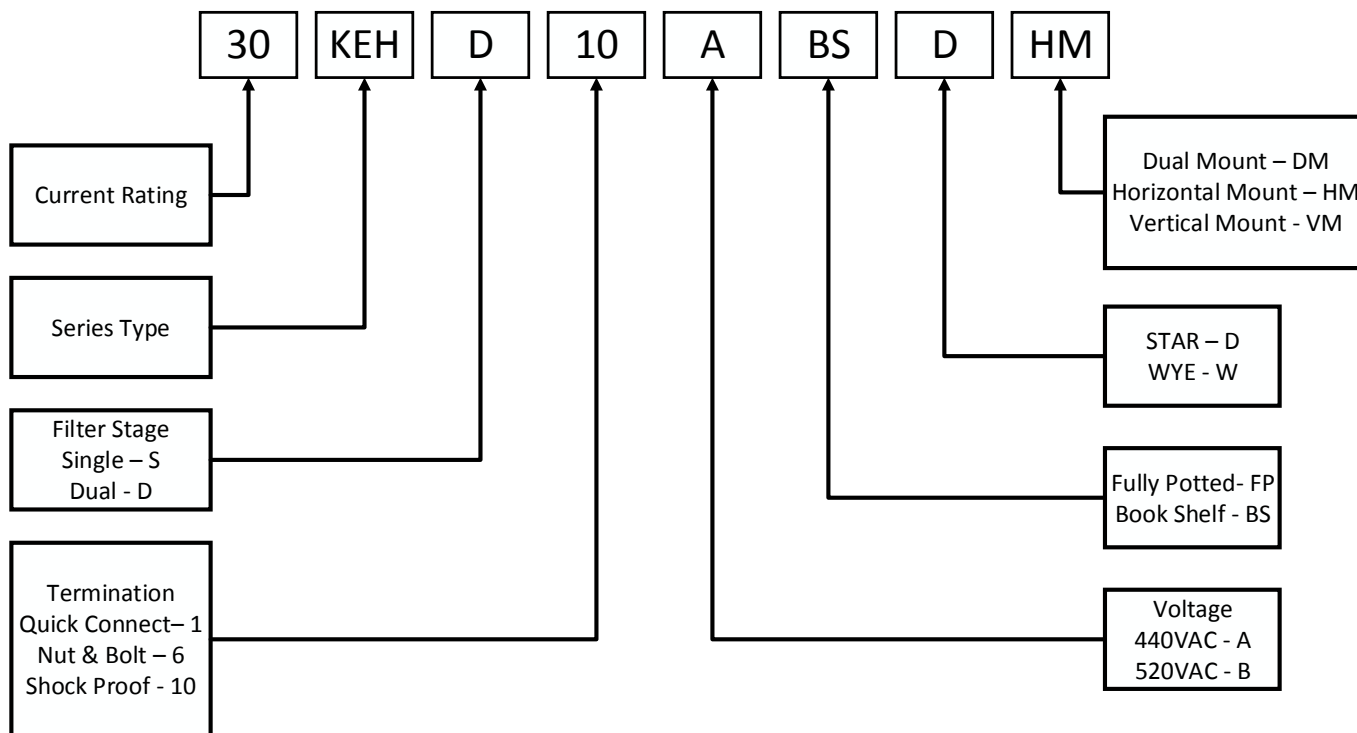 30 KEH D 10 A BS D HM
Current Rating
Series Type
Filter Stage
Single – S
Dual - D
Termination
Quick Connect– 1
Nut & Bolt – 6
Shock Proof - 10
Dual Mount – DM
Horizontal Mount – HM
Vertical Mount - VM
STAR – D
WYE - W
Fully Potted- FP
Book Shelf - BS
Voltage
440VAC - A
520VAC - B